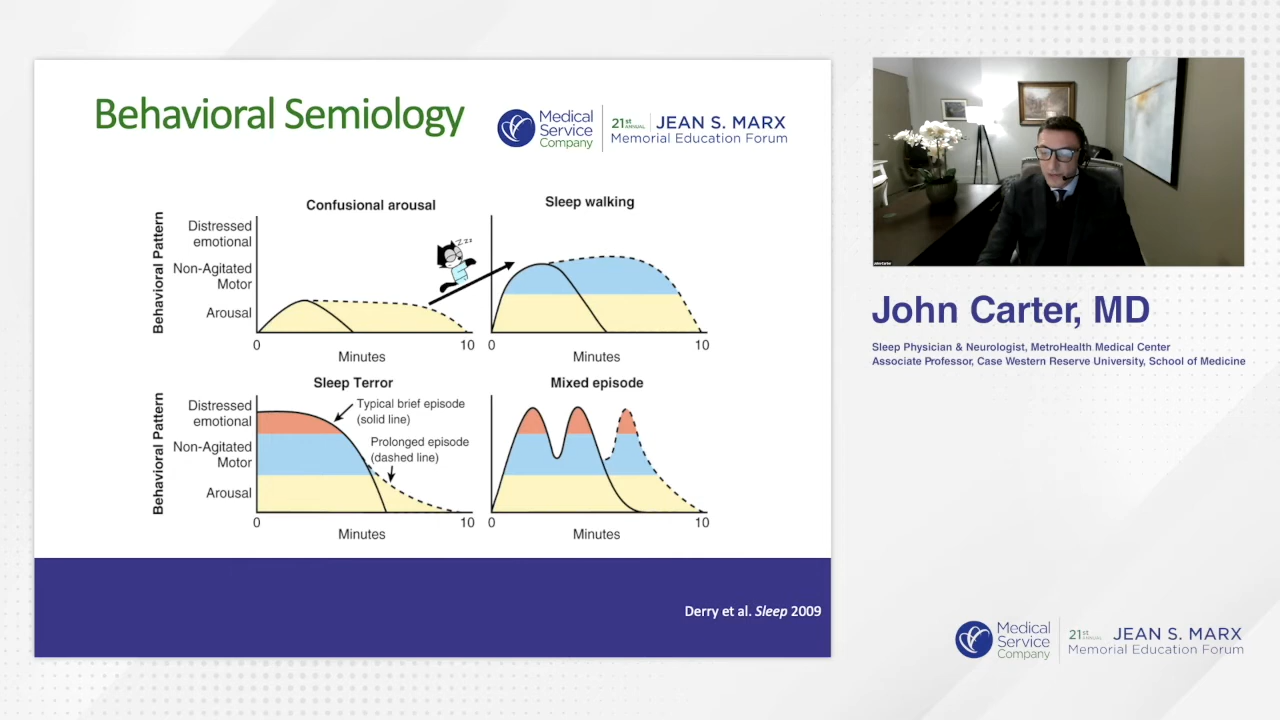 Behavioral Semiology
Medical
Service
Company
21st
ANNUAL
JEAN S. MARX
Memorial Education Forum
Confusional arousal
Behavioral Pattern
Distressed
emotional
Non-Agitated
Motor
Arousal
0
10
Minutes
zzz
Sleep walking
0
10
Minutes
Sleep Terror
Behavioral Pattern
Distressed
emotional
Non-Agitated
Motor
Arousal
Typical brief episode
(solid line)
Prolonged episode
(dashed line)
0
10
Minutes
Mixed episode
0
10
Minutes
Derry et al. Sleep 2009
John Carter
John Carter, MD
Sleep Physician & Neurologist, MetroHealth Medical Center
Associate Professor, Case Western Reserve University, School of Medicine
Medical
Service
Company
21st
ANNUAL
JEAN S. MARX
Memorial Education Forum